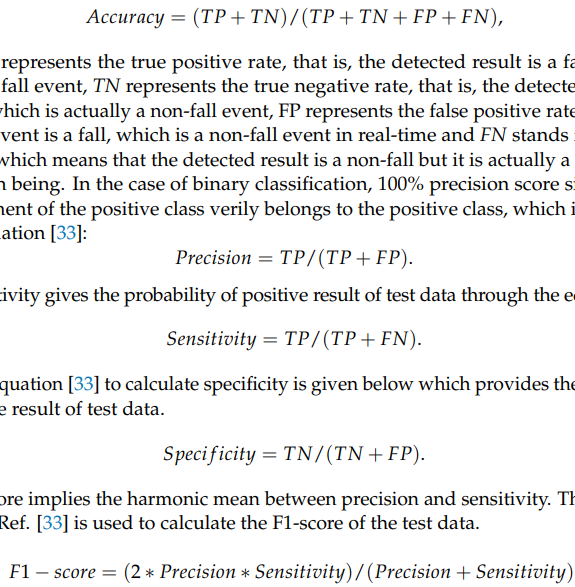 Accuracy = (TP + TN)/(TP + TN + FP + FN),
represents the true positive rate, that is, the detected result is a fa
fall event, TN represents the true negative rate, that is, the detecte
which is actually a non-fall event, FP represents the false positive rate
vent is a fall, which is a non-fall event in real-time and FN stands
which means that the detected result is a non-fall but it is actually a
n being. In the case of binary classification, 100% precision score si
nent of the positive class verily belongs to the positive class, which i
uation [33]:
Precision = TP/(TP + FP).
tivity gives the probability of positive result of test data through the e
Sensitivity = TP/(TP + FN).
quation [33] to calculate specificity is given below which provides the
e result of test data.
Specificity = TN/(TN + FP).
ore implies the harmonic mean between precision and sensitivity. Th
Ref. [33] is used to calculate the F1-score of the test data.
F1 − score = (2 ∗ Precision ∗ Sensitivity)/(Precision + Sensitivity)